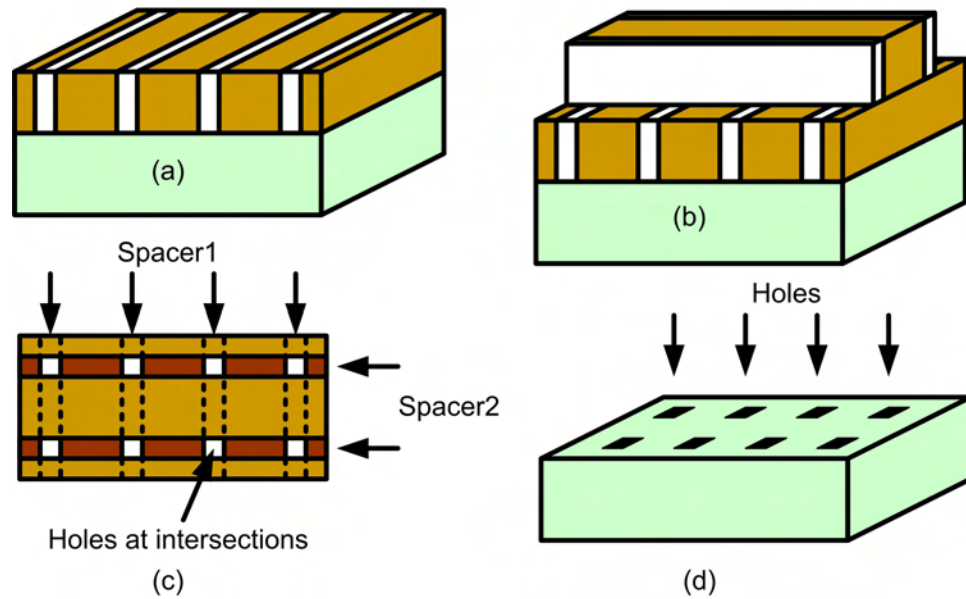 (a)
(b)
Spacer1
Spacer2
Holes at intersections
(c)
Holes
(d)